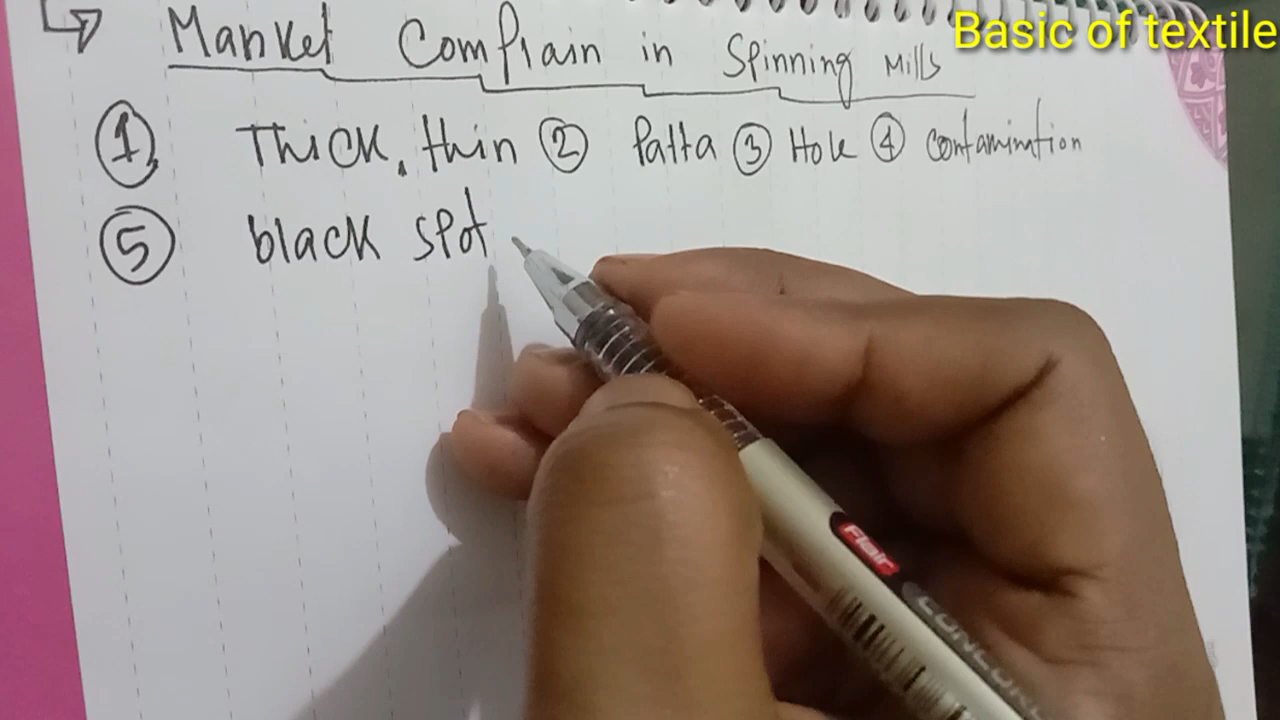 Basic of textile
Market Complain in Spinning Mills
① Thick, thin ② Patta ③ Hole ④ contamination
⑤ black spot
Flair